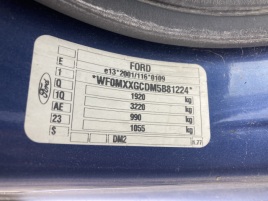 FORD
E e13*2001/116*0109
1 *WF0MXXGCDM5B81224*
Q 1920 kg
1Q 3220 kg
AE 990 kg
23 1055 kg
S
DM2
Ford